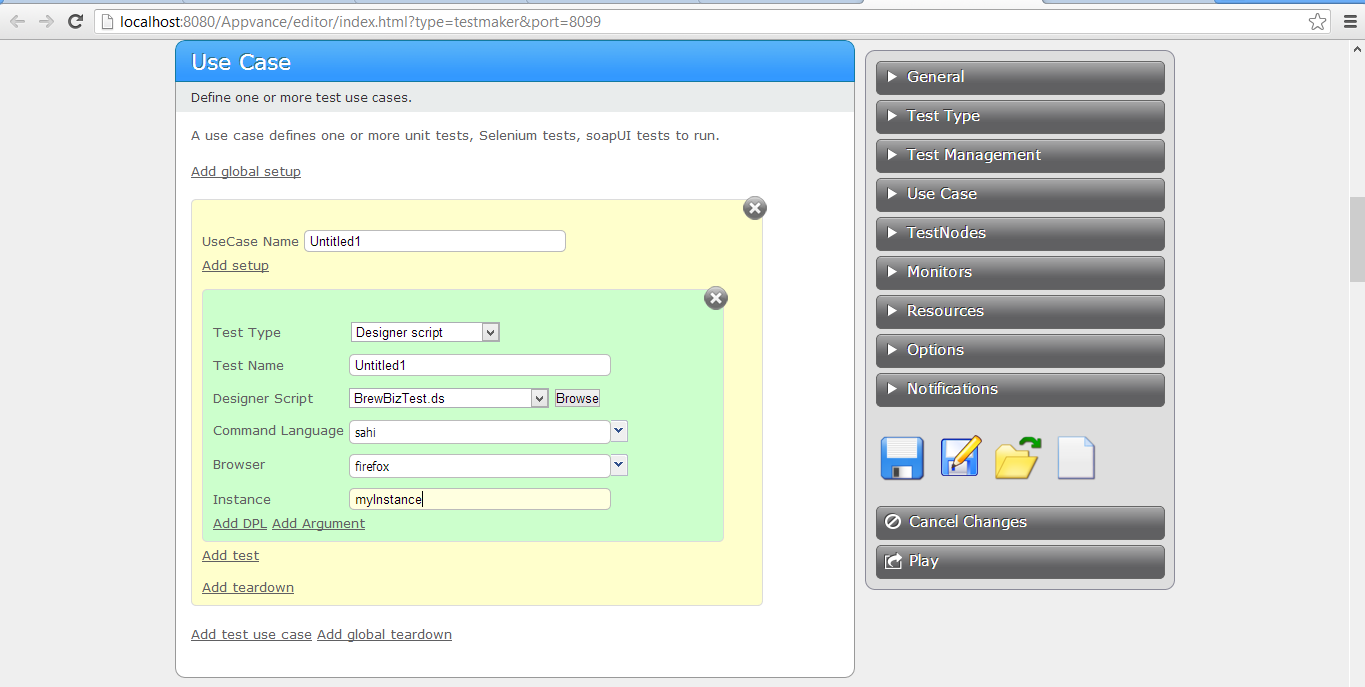 localhost:8080/Appvance/editor/index.html?type=testmaker&port=8099
Use Case
Define one or more test use cases.
A use case defines one or more unit tests, Selenium tests, soapUI tests to run.
Add global setup
UseCase Name Untitled1
Add setup
Test Type Designer script
Test Name Untitled1
Designer Script BrewBizTest.ds Browse
Command Language sahi
Browser firefox
Instance myInstance
Add DPL Add Argument
Add test
Add teardown
Add test use case Add global teardown
General
Test Type
Test Management
Use Case
TestNodes
Monitors
Resources
Options
Notifications
Cancel Changes
Play